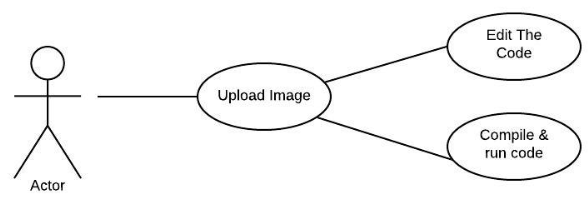 Edit The
Code
Upload Image
Compile &
run code
Actor